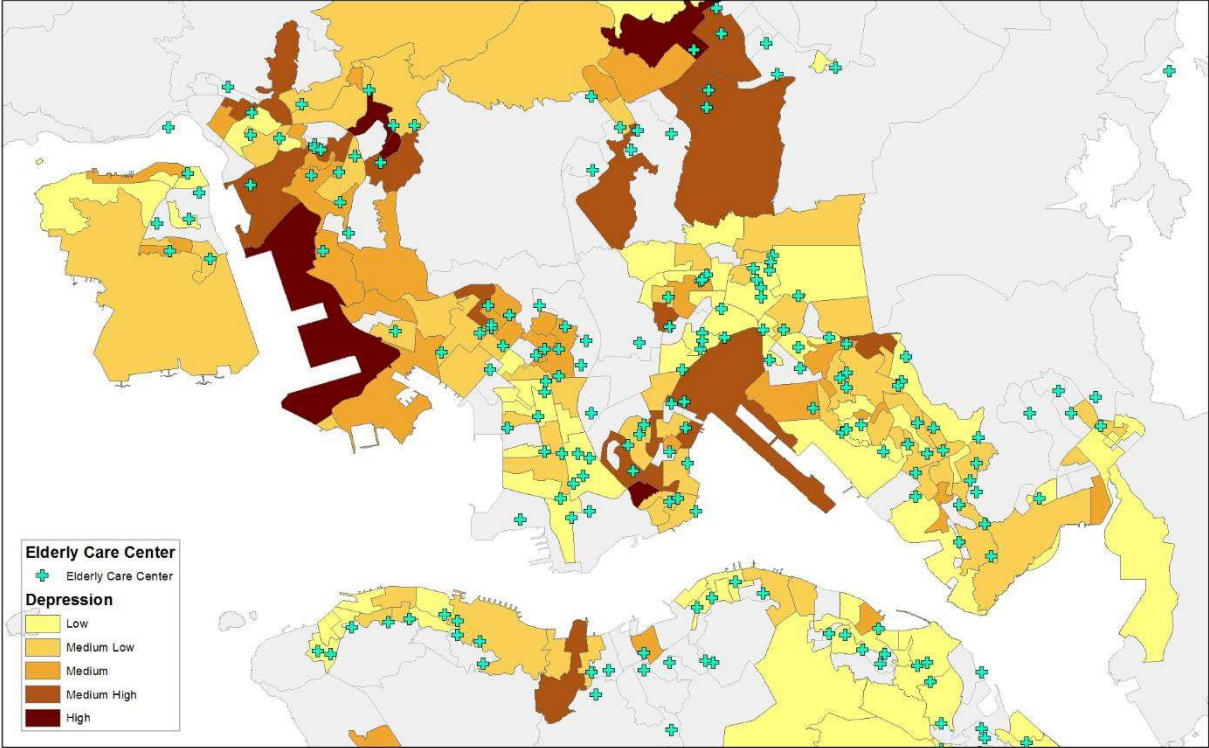 Elderly Care Center
Elderly Care Center
Depression
Low
Medium Low
Medium
Medium High
High